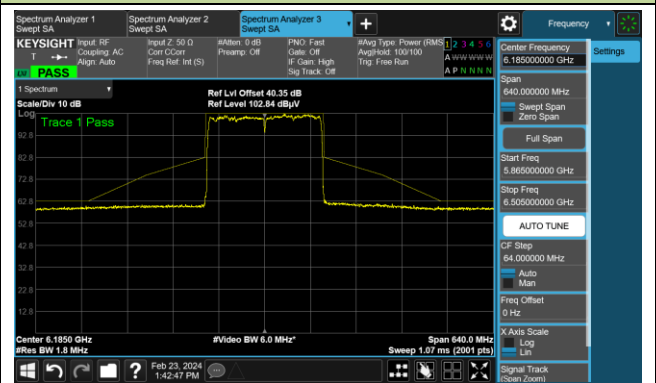 Spectrum Analyzer 1
Swept SA
Spectrum Analyzer 2
Swept SA
Spectrum Analyzer 3
Swept SA
Frequency
KEYSIGHT
T
PASS
Input: RF
Coupling: AC
Align: Auto
Input Z: 50 Ω
Corr CCorr
Freq Ref: Int (S)
#Atten: 0 dB
Preamp: Off
PNO: Fast
Gate: Off
IF Gain: High
Sig Track: Off
#Avg Type: Power (RMS
Avg|Hold: 100/100
Trig: Free Run
1 2 3 4 5 6
A W W W W W
A P N N N N
Center Frequency
6.185000000 GHz
Settings
Span
640.000000 MHz
Swept Span
Zero Span
Full Span
Start Freq
5.865000000 GHz
Stop Freq
6.505000000 GHz
AUTO TUNE
CF Step
64.000000 MHz
Auto
Man
Freq Offset
0 Hz
X Axis Scale
Log
Lin
Signal Track
(Span Zoom)
1 Spectrum
Scale/Div 10 dB
Ref Lvl Offset 40.35 dB
Ref Level 102.84 dBµV
Log
Trace 1 Pass
92.8
82.8
72.8
62.8
52.8
42.8
32.8
22.8
12.8
Center 6.1850 GHz
#Res BW 1.8 MHz
#Video BW 6.0 MHz*
Span 640.0 MHz
Sweep 1.07 ms (2001 pts)
Feb 23, 2024
1:42:47 PM